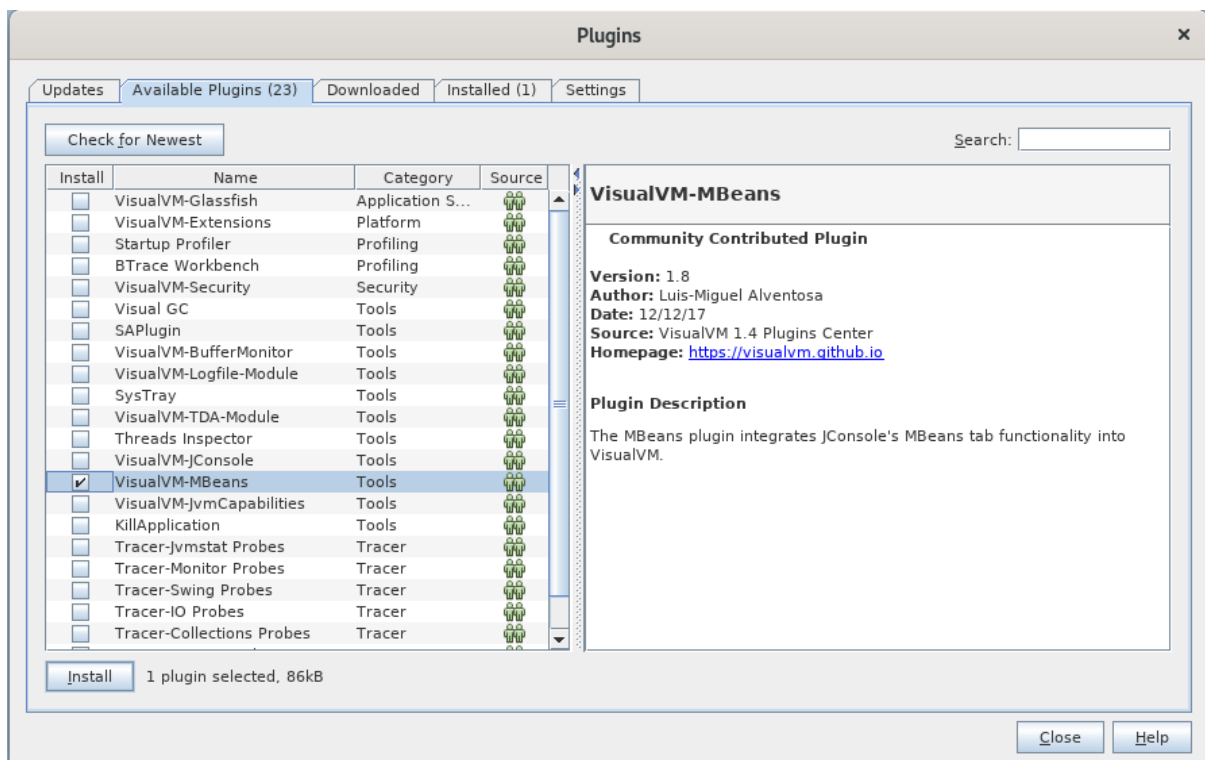 Plugins
Updates Available Plugins (23) Downloaded Installed (1) Settings
Check for Newest Search:
Install Name Category Source
VisualVM-Glassfish Application S...
VisualVM-Extensions Platform
Startup Profiler Profiling
BTrace Workbench Profiling
VisualVM-Security Security
Visual GC Tools
SAPlugin Tools
VisualVM-BufferMonitor Tools
VisualVM-Logfile-Module Tools
SysTray Tools
VisualVM-TDA-Module Tools
Threads Inspector Tools
VisualVM-JConsole Tools
VisualVM-MBeans Tools
VisualVM-JvmCapabilities Tools
KillApplication Tools
Tracer-Jvmstat Probes Tracer
Tracer-Monitor Probes Tracer
Tracer-Swing Probes Tracer
Tracer-IO Probes Tracer
Tracer-Collections Probes Tracer
VisualVM-MBeans
Community Contributed Plugin
Version: 1.8
Author: Luis-Miguel Alventosa
Date: 12/12/17
Source: VisualVM 1.4 Plugins Center
Homepage: https://visualvm.github.io
Plugin Description
The MBeans plugin integrates JConsole's MBeans tab functionality into
VisualVM.
Install 1 plugin selected, 86kB
Close Help